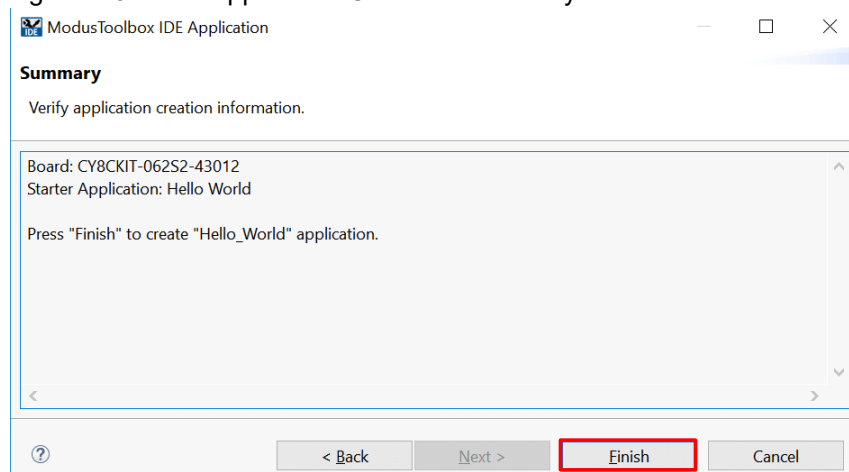 ModusToolbox IDE Application
Summary
Verify application creation information.
Board: CY8CKIT-062S2-43012
Starter Application: Hello World
Press "Finish" to create "Hello_World" application.
< Back Next > Finish Cancel